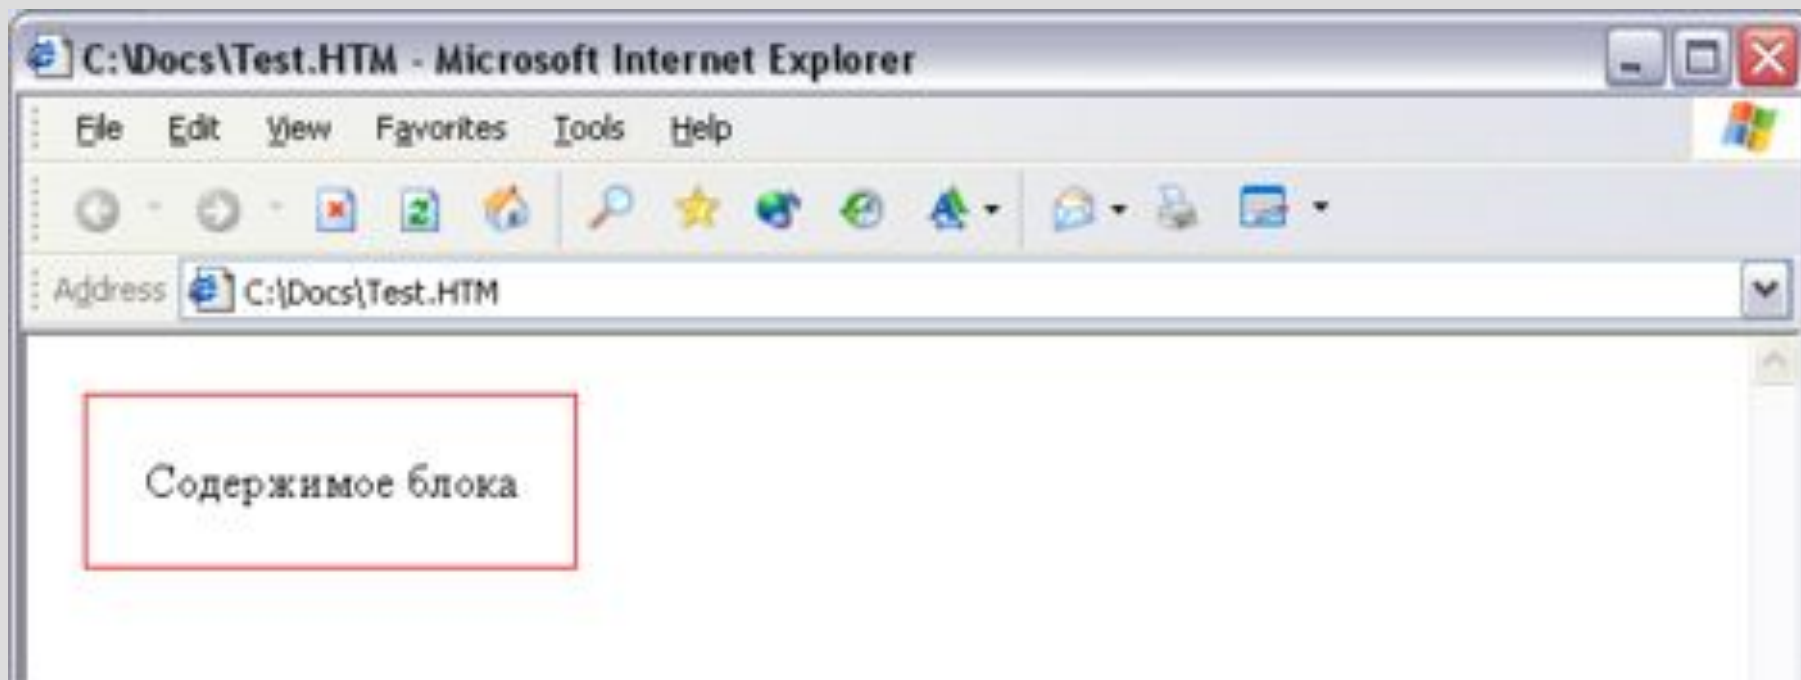 C:\Docs\Test.HTM - Microsoft Internet Explorer
File Edit View Favorites Tools Help
Address C:\Docs\Test.HTM
Содержимое блока